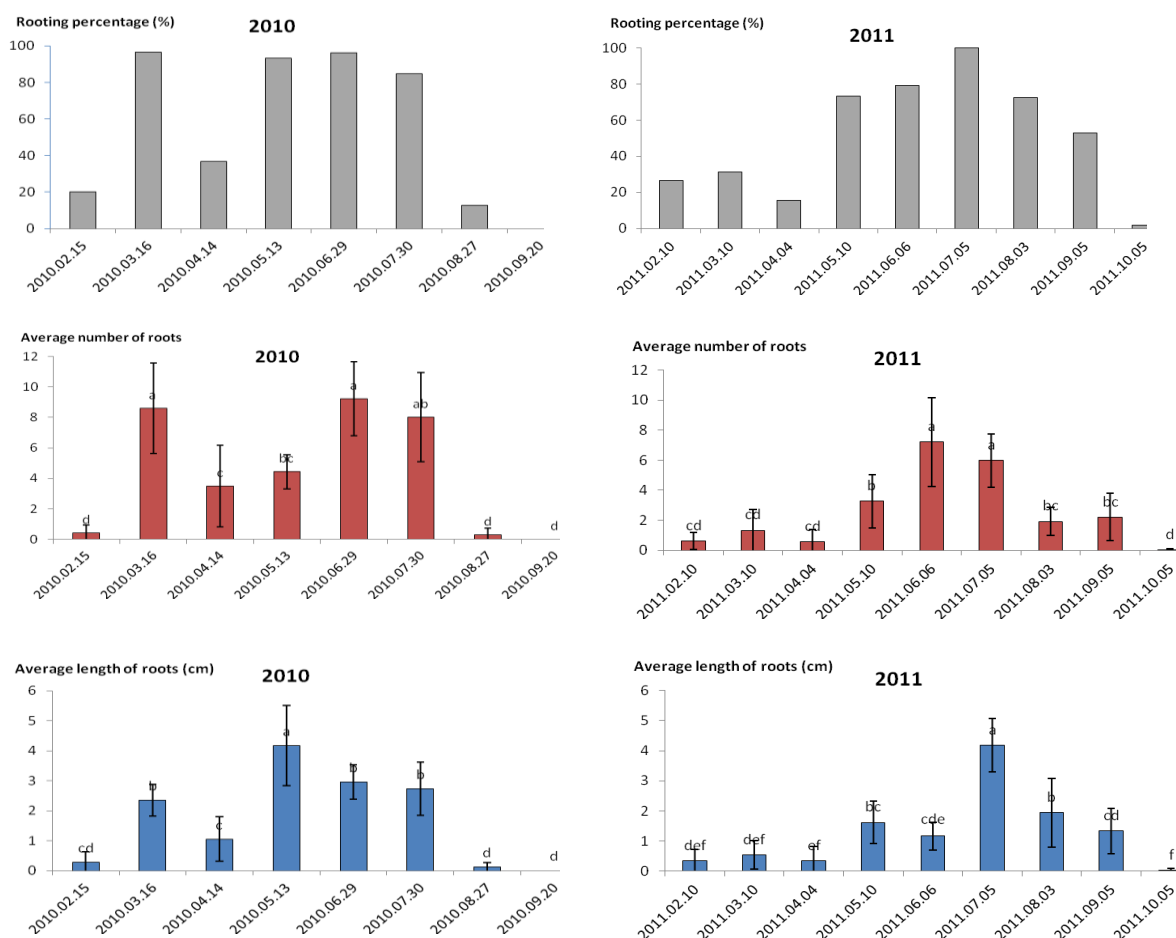 Rooting percentage (%)
2010
100
80
60
40
20
0
2010.02.15
2010.03.16
2010.04.14
2010.05.13
2010.06.29
2010.07.30
2010.08.27
2010.09.20
Rooting percentage (%)
2011
100
80
60
40
20
0
2011.02.10
2011.03.10
2011.04.04
2011.05.10
2011.06.06
2011.07.05
2011.08.03
2011.09.05
2011.10.05
Average number of roots
2010
12
10
8
6
4
2
0
d
a
c
bc
a
ab
d
d
2010.02.15
2010.03.16
2010.04.14
2010.05.13
2010.06.29
2010.07.30
2010.08.27
2010.09.20
Average number of roots
2011
12
10
8
6
4
2
0
cd
cd
cd
b
a
a
bc
bc
d
2011.02.10
2011.03.10
2011.04.04
2011.05.10
2011.06.06
2011.07.05
2011.08.03
2011.09.05
2011.10.05
Average length of roots (cm)
2010
6
5
4
3
2
1
0
cd
b
c
a
b
b
d
d
2010.02.15
2010.03.16
2010.04.14
2010.05.13
2010.06.29
2010.07.30
2010.08.27
2010.09.20
Average length of roots (cm)
2011
6
5
4
3
2
1
0
def
def
ef
bc
cde
a
b
cd
f
2011.02.10
2011.03.10
2011.04.04
2011.05.10
2011.06.06
2011.07.05
2011.08.03
2011.09.05
2011.10.05